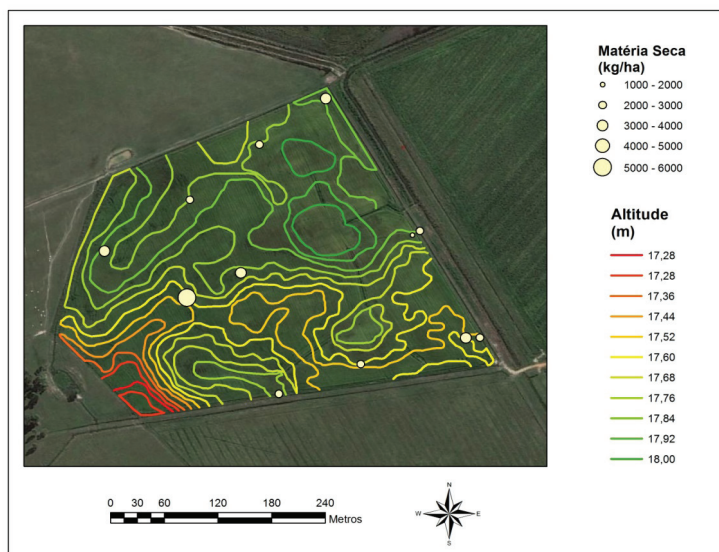 Matéria Seca
(kg/ha)
1000 - 2000
2000 - 3000
3000 - 4000
4000 - 5000
5000 - 6000
Altitude
(m)
17,28
17,28
17,36
17,44
17,52
17,60
17,68
17,76
17,84
17,92
18,00
0 30 60 120 180 240
Metros
N
W E
S